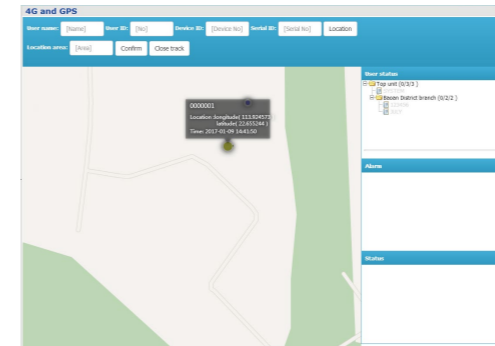 4G and GPS
User name: [Name] User ID: [No] Device ID: [Device No] Serial ID: [Serial No] Location
Location area: [Area] Confirm Close track
User status
Top unit (0/3/3 )
Baoan District branch (0/2/2 )
0000001
Location :longitude( 113.824573
latitude( 22.655244 )
Time: 2017-01-09 14:41:50
Alarm
Status